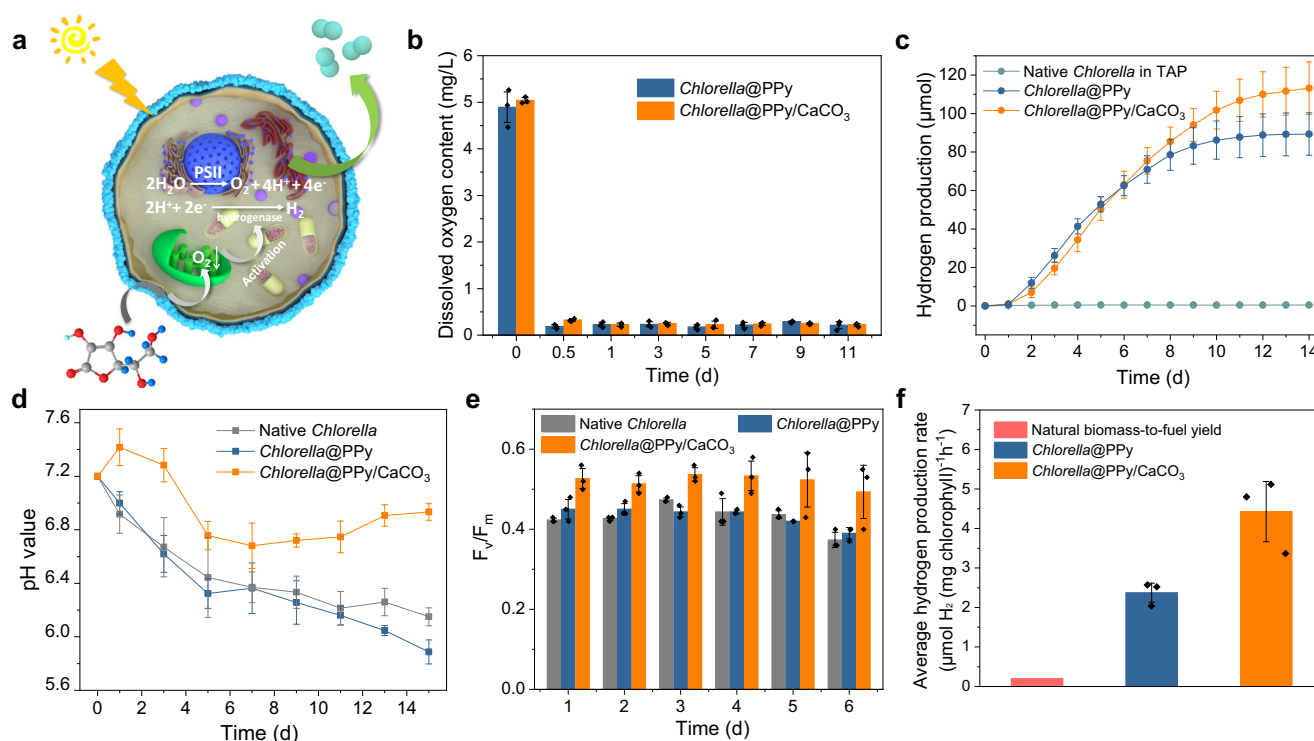 a
PSII
2H₂O → O₂ + 4H⁺ + 4e⁻
2H⁺ + 2e⁻ → H₂
hydrogenase
O₂ ↓
Activation
b
Dissolved oxygen content (mg/L)
6
5
4
3
2
1
0
Chlorella@PPy
Chlorella@PPy/CaCO₃
0 0.5 1 3 5 7 9 11
Time (d)
c
Hydrogen production (μmol)
120
100
80
60
40
20
0
Native Chlorella in TAP
Chlorella@PPy
Chlorella@PPy/CaCO₃
0 2 4 6 8 10 12 14
Time (d)
d
pH value
7.6
7.2
6.8
6.4
6.0
5.6
Native Chlorella
Chlorella@PPy
Chlorella@PPy/CaCO₃
0 2 4 6 8 10 12 14
Time (d)
e
Fᵥ/Fₘ
0.6
0.4
0.2
0.0
Native Chlorella Chlorella@PPy
Chlorella@PPy/CaCO₃
1 2 3 4 5 6
Time (d)
f
Average hydrogen production rate
(μmol H₂ (mg chlorophyll)⁻¹h⁻¹)
7
6
5
4
3
2
1
0
Natural biomass-to-fuel yield
Chlorella@PPy
Chlorella@PPy/CaCO₃